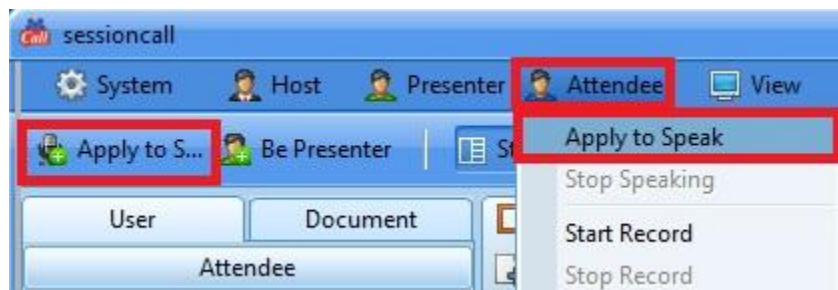 Call sessioncall
System Host Presenter Attendee View
Apply to S... Be Presenter St
Apply to Speak
Stop Speaking
User Document
Start Record
Attendee
Stop Record